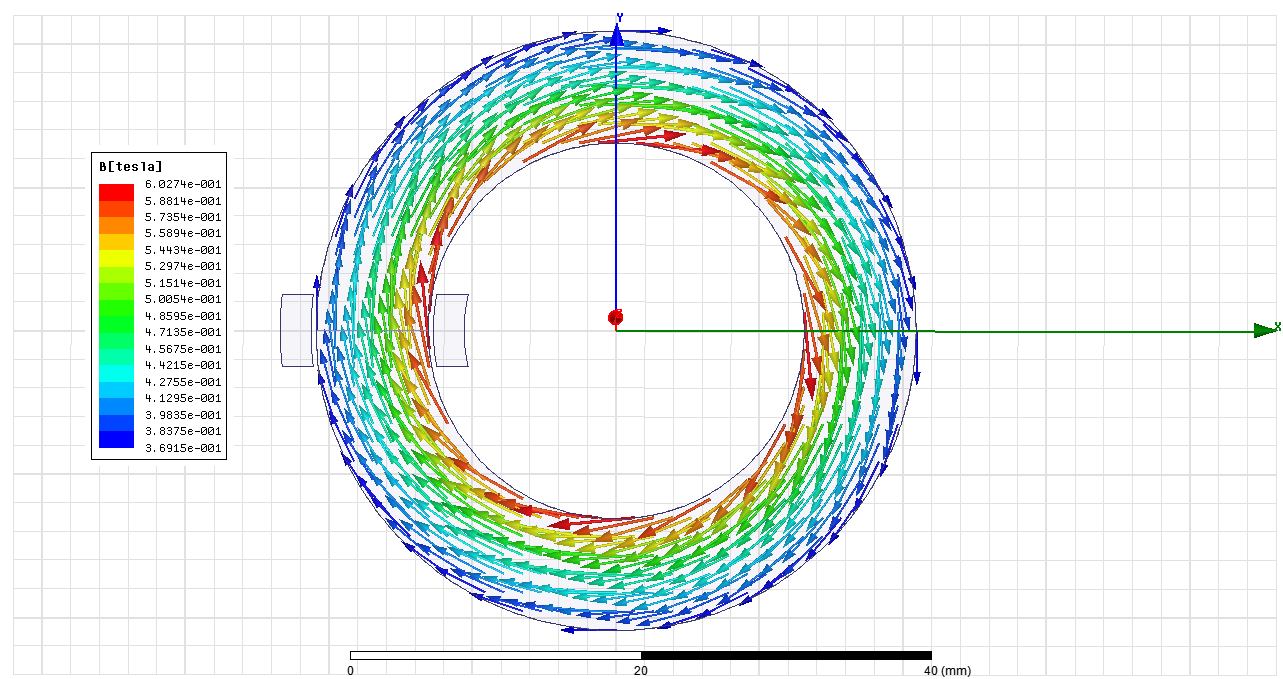 Y
B[tesla]
6.0274e-001
5.8814e-001
5.7354e-001
5.5894e-001
5.4434e-001
5.2974e-001
5.1514e-001
5.0054e-001
4.8595e-001
4.7135e-001
4.5675e-001
4.4215e-001
4.2755e-001
4.1295e-001
3.9835e-001
3.8375e-001
3.6915e-001
X
0 20 40 (mm)